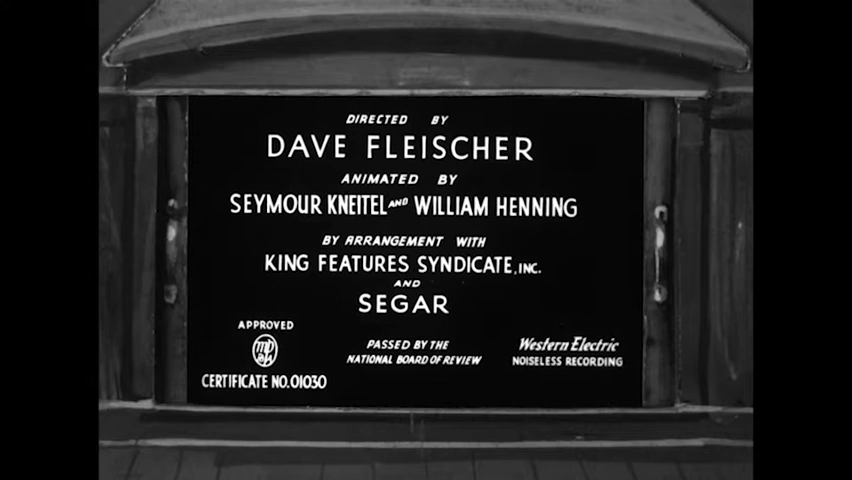 DIRECTED BY
DAVE FLEISCHER
ANIMATED BY
SEYMOUR KNEITEL AND WILLIAM HENNING
BY ARRANGEMENT WITH
KING FEATURES SYNDICATE, INC.
AND
SEGAR
APPROVED
MPPDA
CERTIFICATE NO. 01030
PASSED BY THE
NATIONAL BOARD OF REVIEW
Western Electric
NOISELESS RECORDING